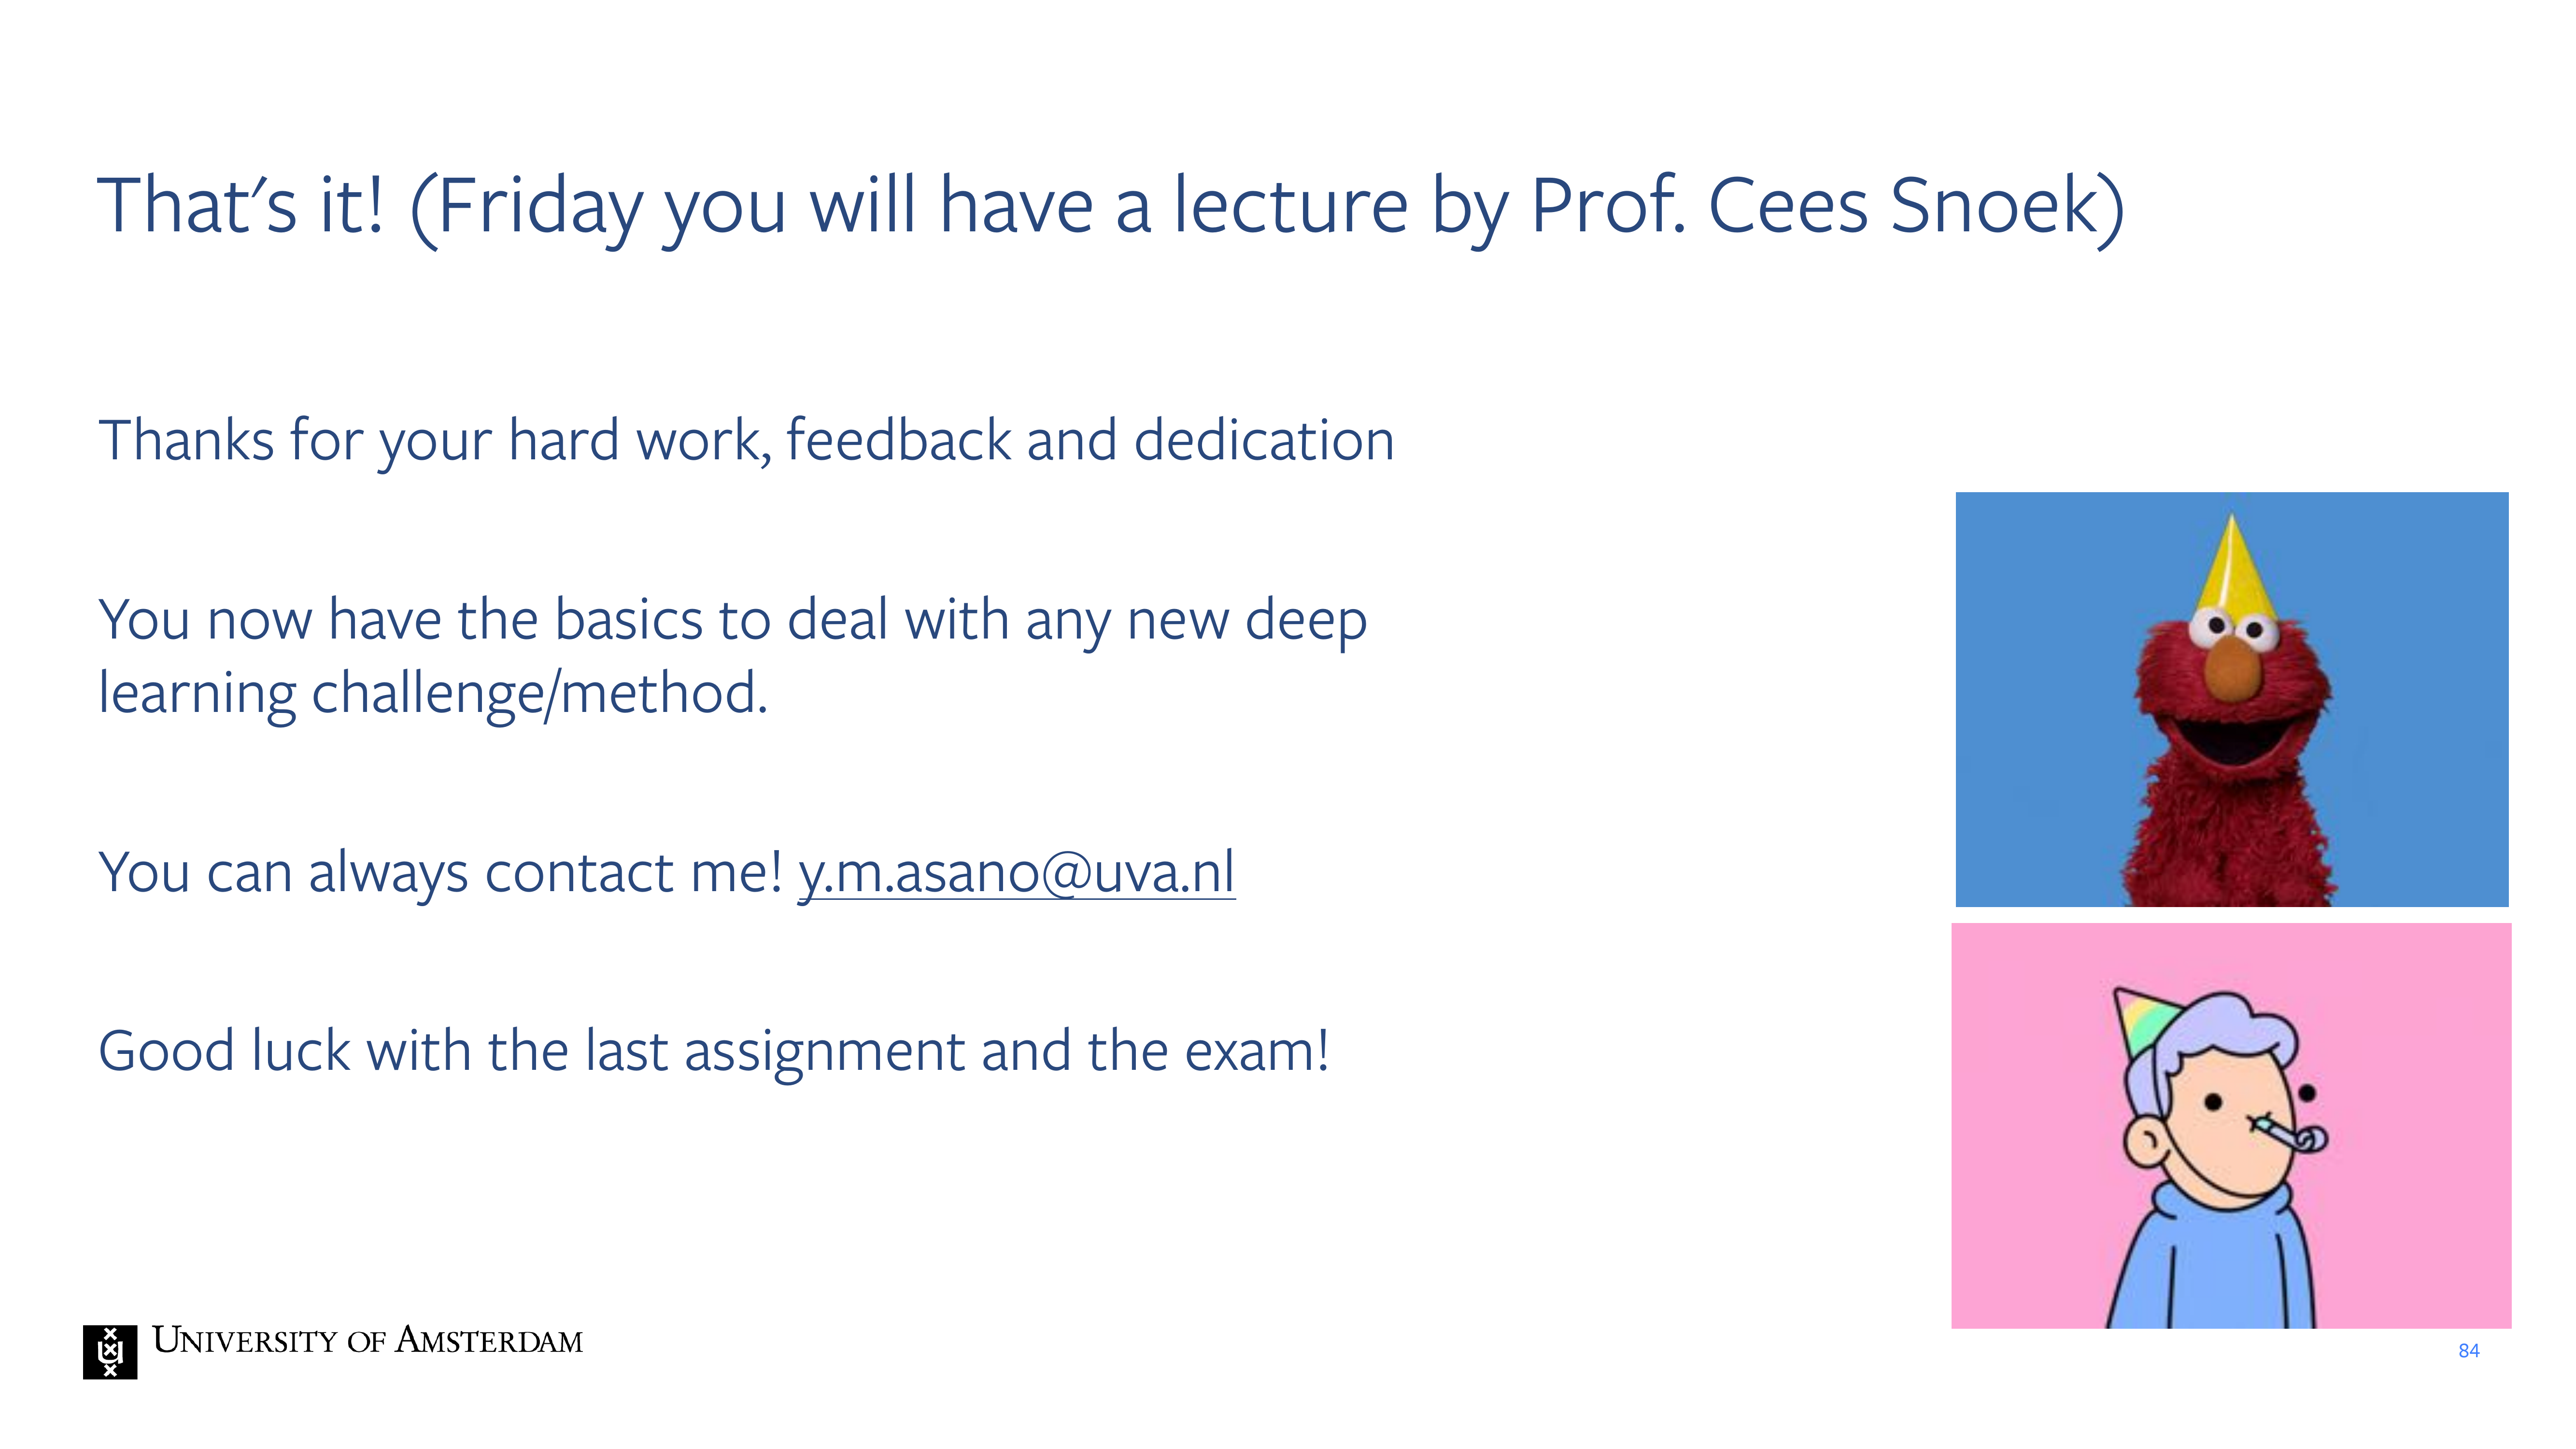 That's it! (Friday you will have a lecture by Prof. Cees Snoek)
Thanks for your hard work, feedback and dedication
You now have the basics to deal with any new deep
learning challenge/method.
You can always contact me! y.m.asano@uva.nl
Good luck with the last assignment and the exam!
UNIVERSITY OF AMSTERDAM
84